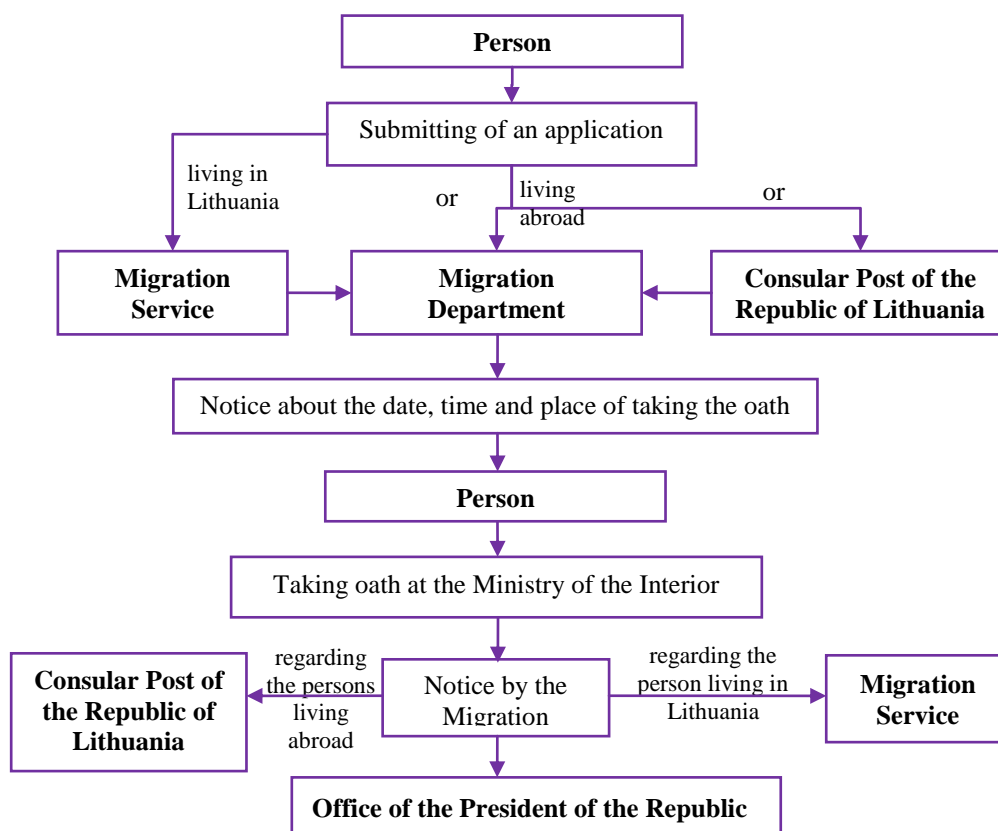 Person
Submitting of an application
living in
Lithuania
or
living
abroad
or
Migration
Service
Migration
Department
Consular Post of the
Republic of Lithuania
Notice about the date, time and place of taking the oath
Person
Taking oath at the Ministry of the Interior
Consular Post of
the Republic of
Lithuania
regarding
the persons
living
abroad
Notice by the
Migration
regarding the
person living in
Lithuania
Migration
Service
Office of the President of the Republic